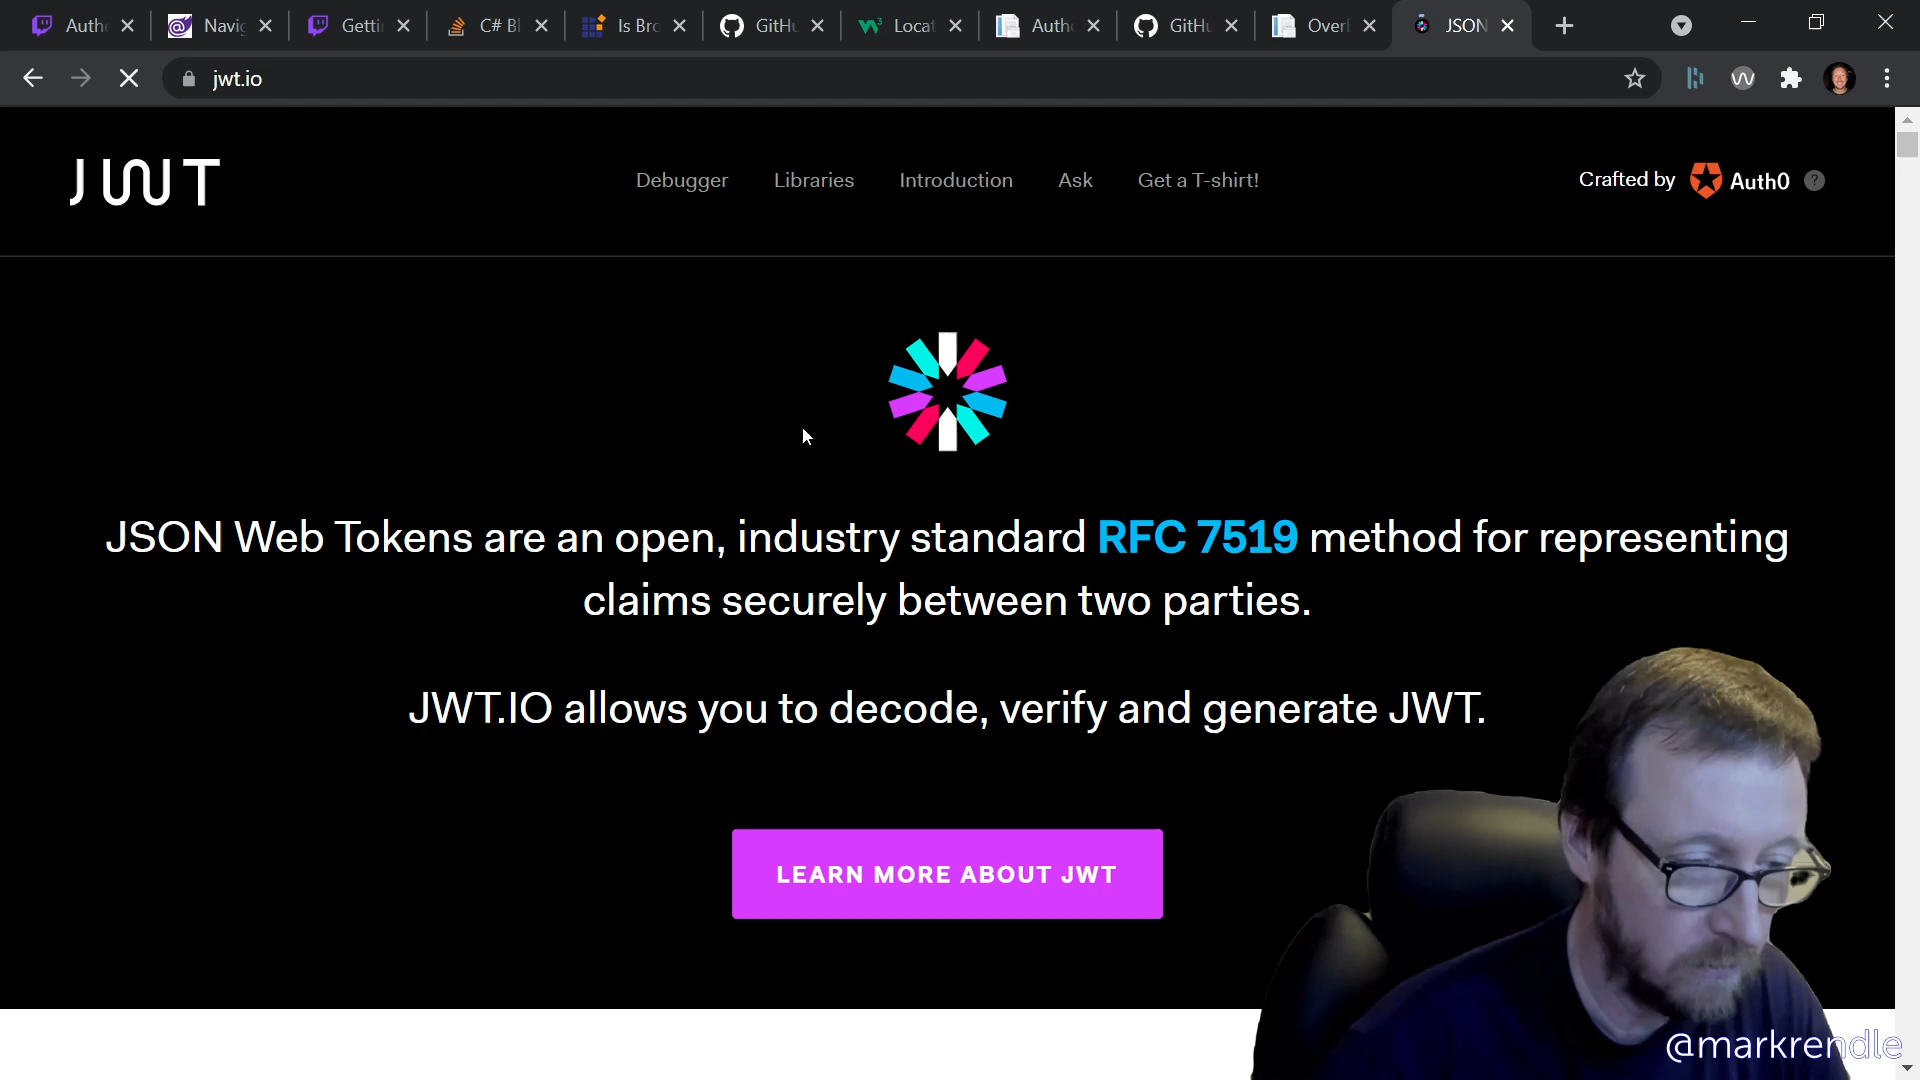 Auth
Navig
Getti
C# Bl
Is Bro
GitHu
Locat
Auth
GitHu
Over
JSON
jwt.io
JWT
Debugger
Libraries
Introduction
Ask
Get a T-shirt!
Crafted by
Auth0
?
JSON Web Tokens are an open, industry standard RFC 7519 method for representing
claims securely between two parties.
JWT.IO allows you to decode, verify and generate JWT.
LEARN MORE ABOUT JWT
@markrendle